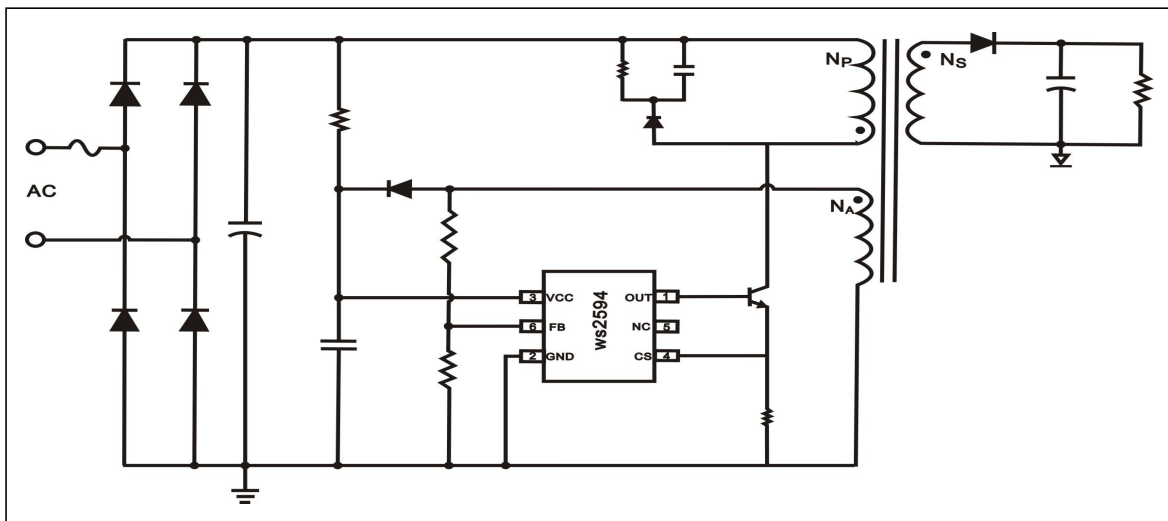 NP
NS
AC
NA
3 VCC
OUT 1
6 FB
NC 5
2 GND
CS 4
ws2594